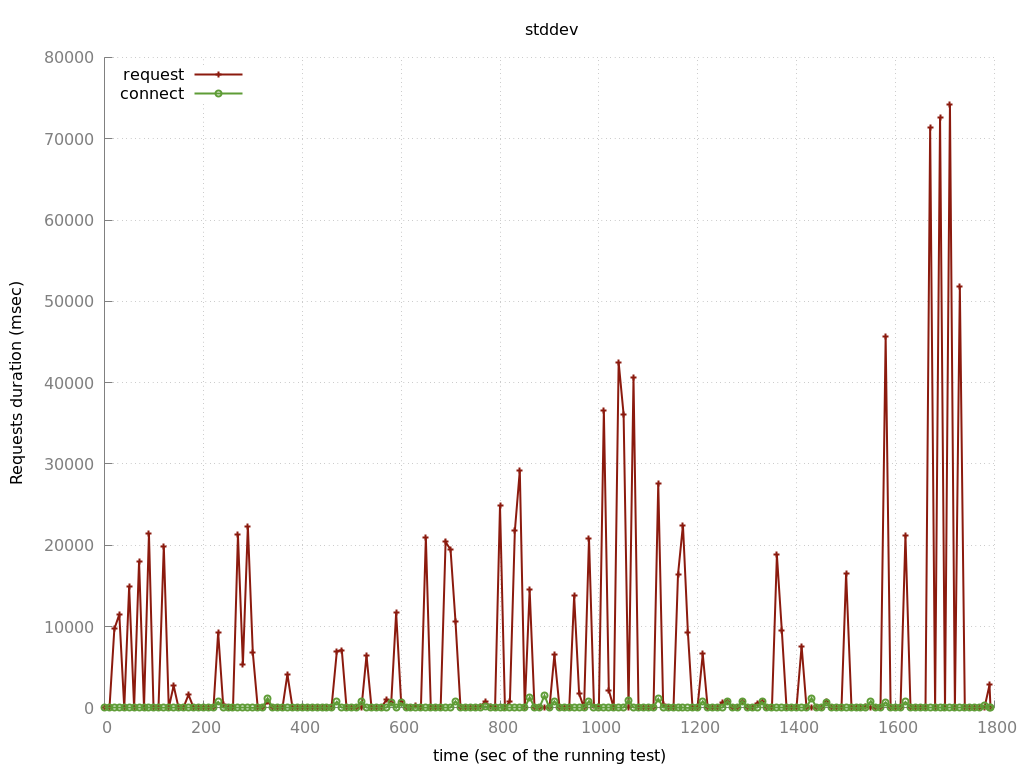 stddev
80000
request
connect
70000
60000
50000
40000
30000
20000
10000
0
Requests duration (msec)
0 200 400 600 800 1000 1200 1400 1600 1800
time (sec of the running test)